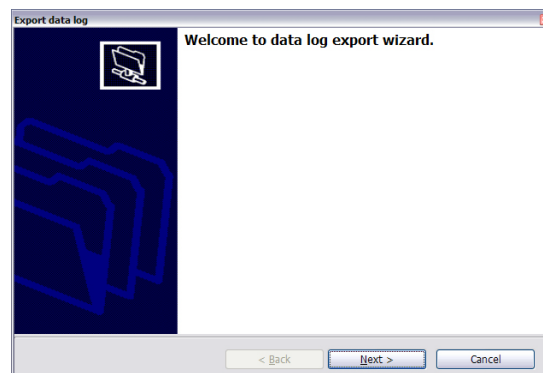 Export data log
Welcome to data log export wizard.
< Back
Next >
Cancel